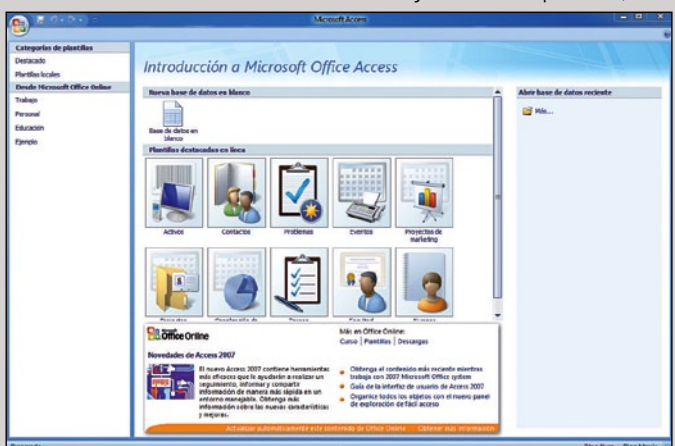 Microsoft Access
Categorías de plantillas
Destacado
Plantillas locales
Desde Microsoft Office Online
Trabajo
Personal
Educación
Ejemplo
Introducción a Microsoft Office Access
Nueva base de datos en blanco
Base de datos en
blanco
Plantillas destacadas en línea
Activos
Contactos
Problemas
Eventos
Proyectos de
marketing
Abrir base de datos reciente
Más...
Microsoft
Office Online
Novedades de Access 2007
El nuevo Access 2007 contiene herramientas
más eficaces que le ayudarán a realizar un
seguimiento, informar y compartir
información de manera más rápida en un
entorno manejable. Obtenga más
información sobre las nuevas características
y mejoras.
Más en Office Online:
Curso | Plantillas | Descargas
Obtenga el contenido más reciente mientras
trabaja con 2007 Microsoft Office system
Guía de la interfaz de usuario de Access 2007
Organice todos los objetos con el nuevo panel
de exploración de fácil acceso
Actualizar automáticamente este contenido de Office Online
Obtener más información